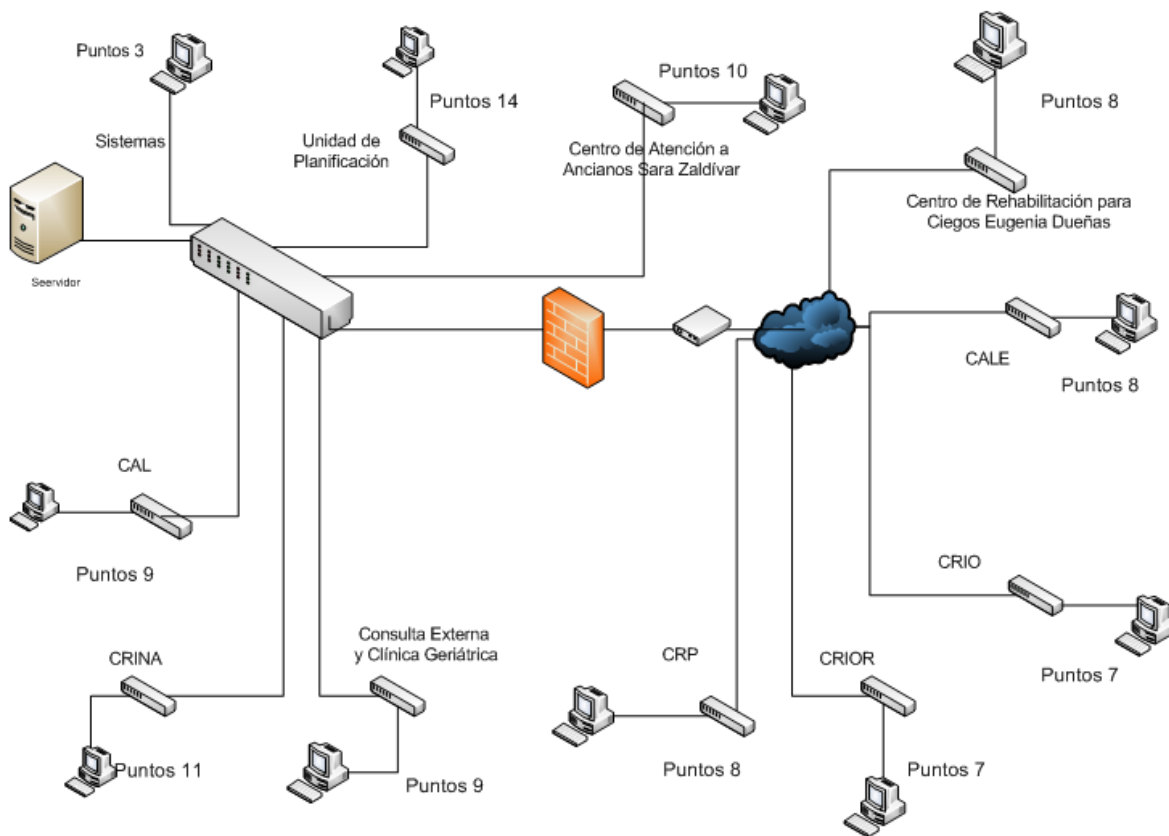 Puntos 3
Puntos 14
Puntos 10
Puntos 8
Sistemas
Unidad de
Planificación
Centro de Atención a
Ancianos Sara Zaldívar
Centro de Rehabilitación para
Ciegos Eugenia Dueñas
Seervidor
CALE
Puntos 8
CAL
Puntos 9
CRIO
Puntos 7
Consulta Externa
y Clínica Geriátrica
CRINA
Puntos 11
Puntos 9
CRP
Puntos 8
CRIOR
Puntos 7